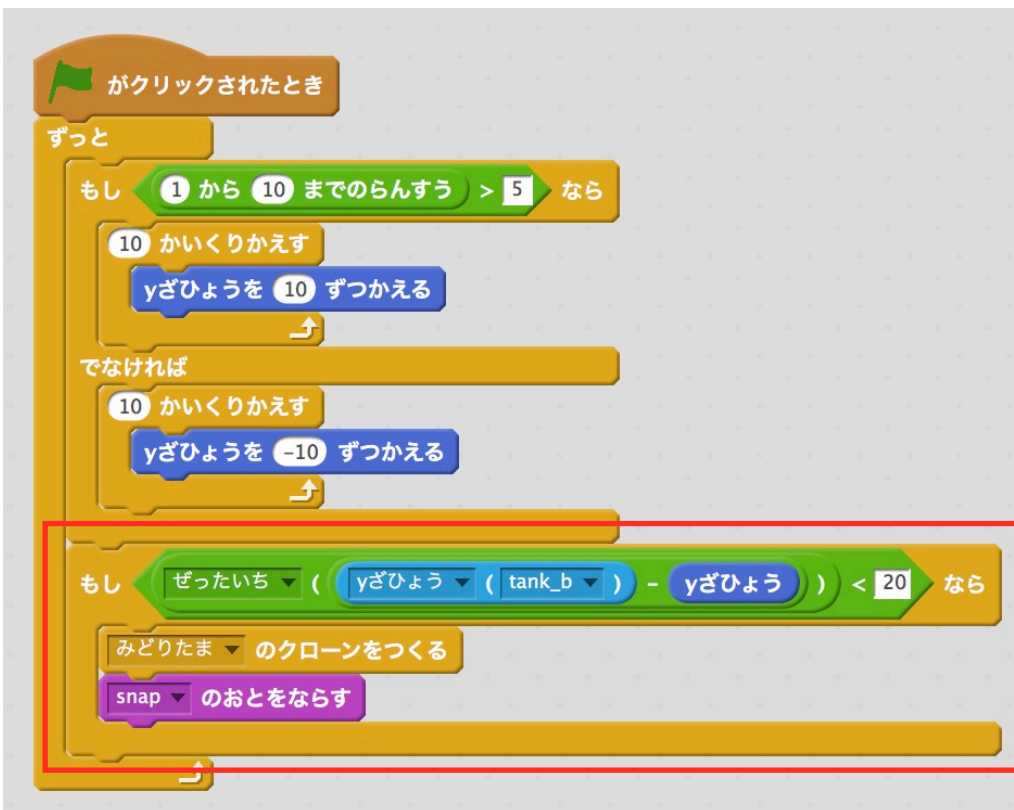 がクリックされたとき
ずっと
もし 1 から 10 までのらんすう > 5 なら
10 かいくりかえす
yざひょうを 10 ずつかえる
でなければ
10 かいくりかえす
yざひょうを -10 ずつかえる
もし ぜったいち ( yざひょう ( tank_b ) - yざひょう ) < 20 なら
みどりたま のクローンをつくる
snap のおとをならす